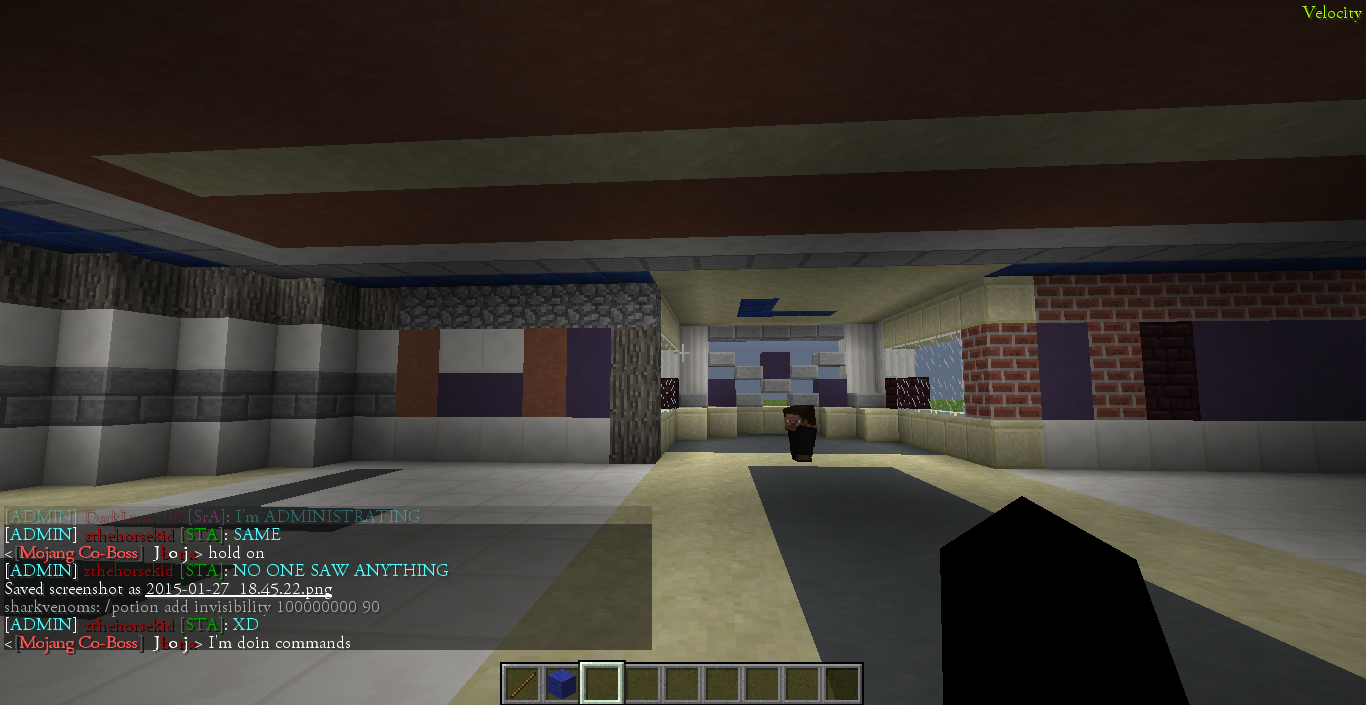 Velocity
[ADMIN] [SrA]: I'm ADMINISTRATING
[ADMIN] zthehorsekid [STA]: SAME
<[Mojang Co-Boss] J o j > hold on
[ADMIN] zthehorsekid [STA]: NO ONE SAW ANYTHING
Saved screenshot as 2015-01-27_18.45.22.png
sharkvenoms: /potion add invisibility 100000000 90
[ADMIN] zthehorsekid [STA]: XD
<[Mojang Co-Boss] J o j > I'm doin commands